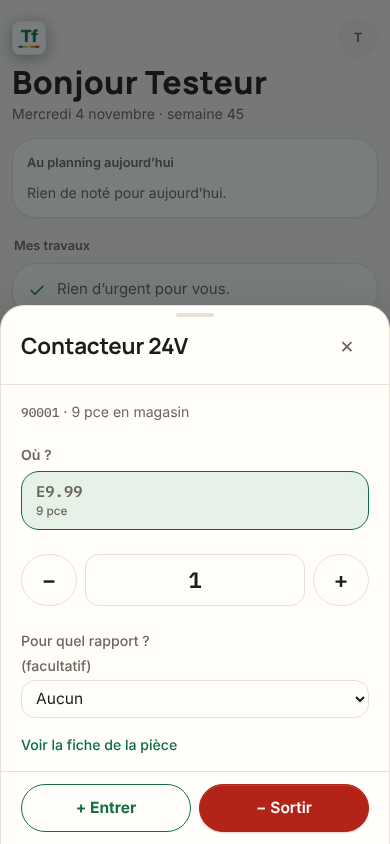 Tf
T
Bonjour Testeur
Mercredi 4 novembre · semaine 45
Au planning aujourd’hui
Rien de noté pour aujourd’hui.
Mes travaux
Rien d’urgent pour vous.
Contacteur 24V
×
90001 · 9 pce en magasin
Où ?
E9.99
9 pce
− 1 +
Pour quel rapport ?
(facultatif)
Aucun
Voir la fiche de la pièce
+ Entrer − Sortir